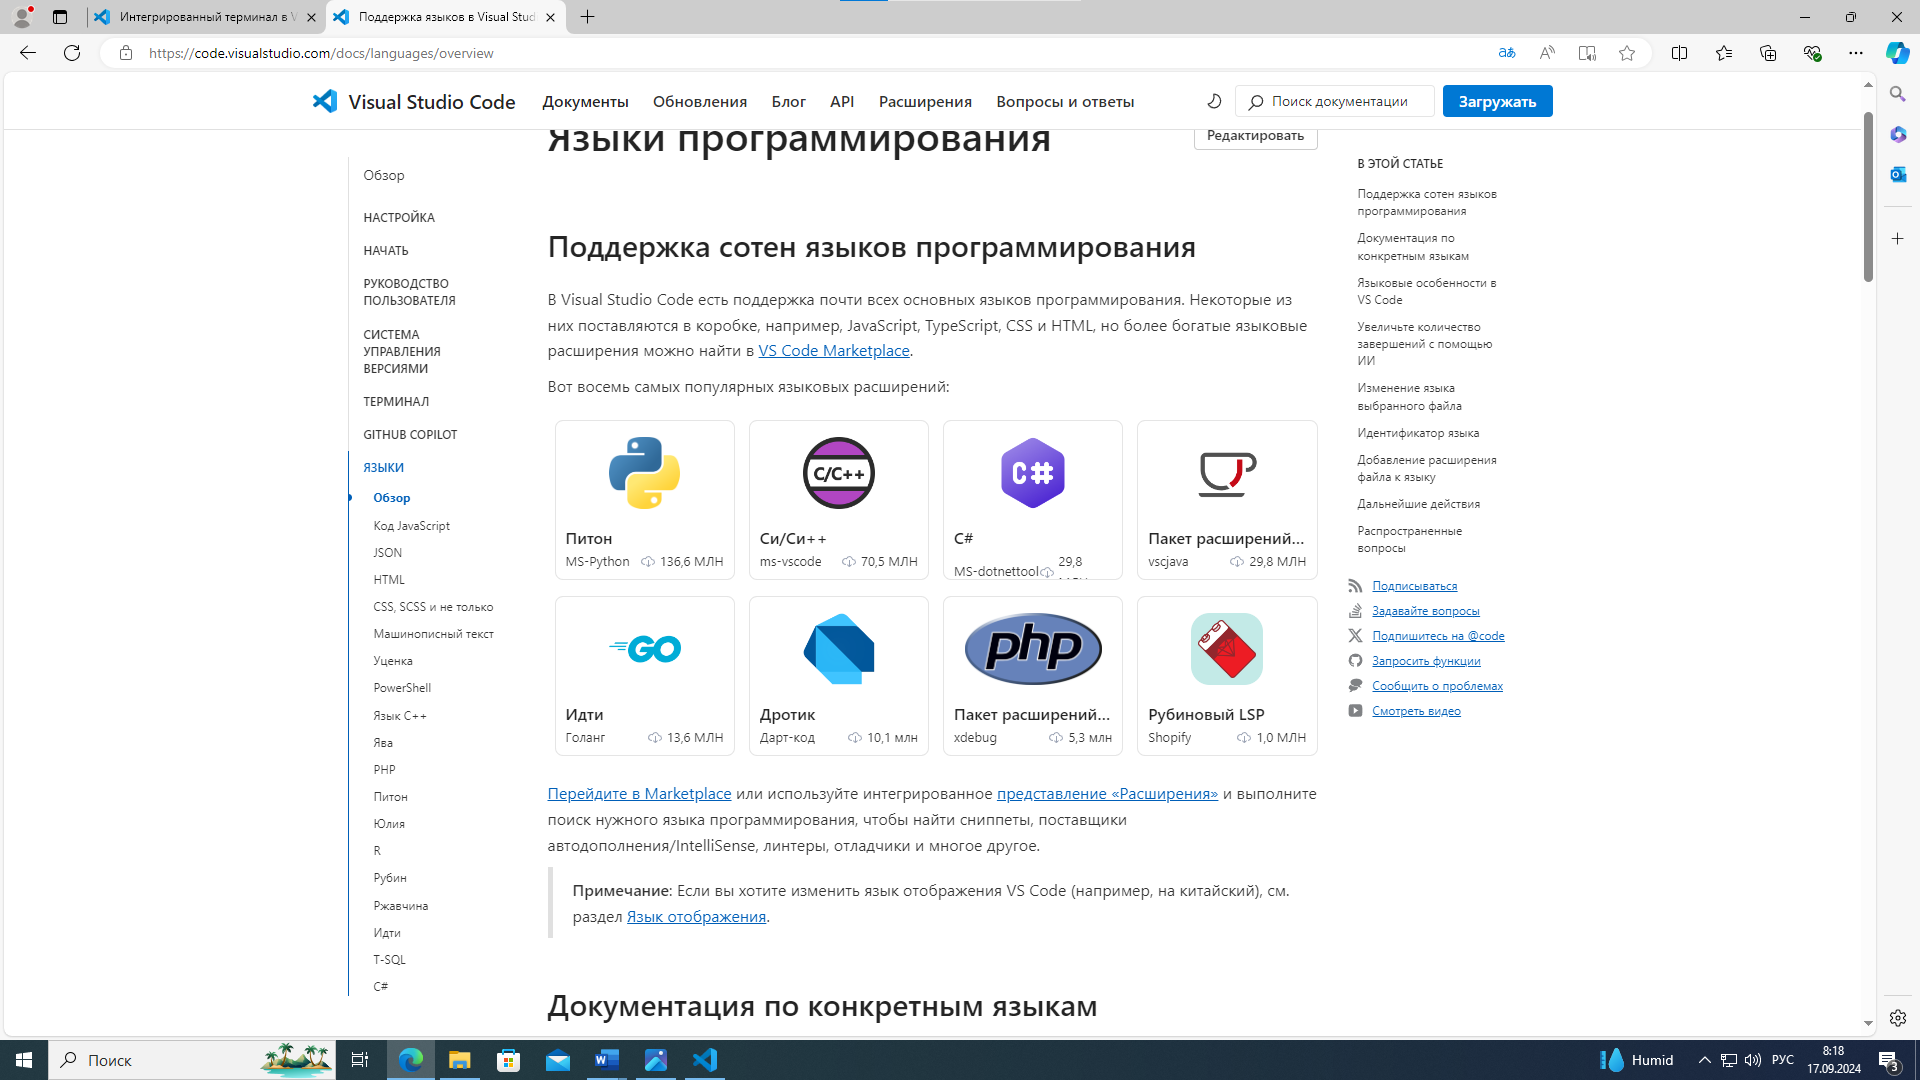 Интегрированный терминал в V
Поддержка языков в Visual Studi
https://code.visualstudio.com/docs/languages/overview
Visual Studio Code
Документы
Обновления
Блог
API
Расширения
Вопросы и ответы
Поиск документации
Загружать
Языки программирования
Редактировать
Обзор
НАСТРОЙКА
НАЧАТЬ
РУКОВОДСТВО
ПОЛЬЗОВАТЕЛЯ
СИСТЕМА
УПРАВЛЕНИЯ
ВЕРСИЯМИ
ТЕРМИНАЛ
GITHUB COPILOT
ЯЗЫКИ
Обзор
Код JavaScript
JSON
HTML
CSS, SCSS и не только
Машинописный текст
Уценка
PowerShell
Язык C++
Ява
PHP
Питон
Юлия
R
Рубин
Ржавчина
Идти
T-SQL
C#
Поддержка сотен языков программирования
В Visual Studio Code есть поддержка почти всех основных языков программирования. Некоторые из
них поставляются в коробке, например, JavaScript, TypeScript, CSS и HTML, но более богатые языковые
расширения можно найти в VS Code Marketplace.
Вот восемь самых популярных языковых расширений:
Питон
MS-Python 136,6 МЛН
C/C++
Си/Си++
ms-vscode 70,5 МЛН
C#
C#
MS-dotnettool 29,8
Пакет расширений...
vscjava 29,8 МЛН
GO
Идти
Голанг 13,6 МЛН
Дротик
Дарт-код 10,1 млн
php
Пакет расширений...
xdebug 5,3 млн
Рубиновый LSP
Shopify 1,0 МЛН
Перейдите в Marketplace или используйте интегрированное представление «Расширения» и выполните
поиск нужного языка программирования, чтобы найти сниппеты, поставщики
автодополнения/IntelliSense, линтеры, отладчики и многое другое.
Примечание: Если вы хотите изменить язык отображения VS Code (например, на китайский), см.
раздел Язык отображения.
Документация по конкретным языкам
В ЭТОЙ СТАТЬЕ
Поддержка сотен языков
программирования
Документация по
конкретным языкам
Языковые особенности в
VS Code
Увеличьте количество
завершений с помощью
ИИ
Изменение языка
выбранного файла
Идентификатор языка
Добавление расширения
файла к языку
Дальнейшие действия
Распространенные
вопросы
Подписываться
Задавайте вопросы
Подпишитесь на @code
Запросить функции
Сообщить о проблемах
Смотреть видео
Поиск
Humid
РУС
8:18
17.09.2024
3